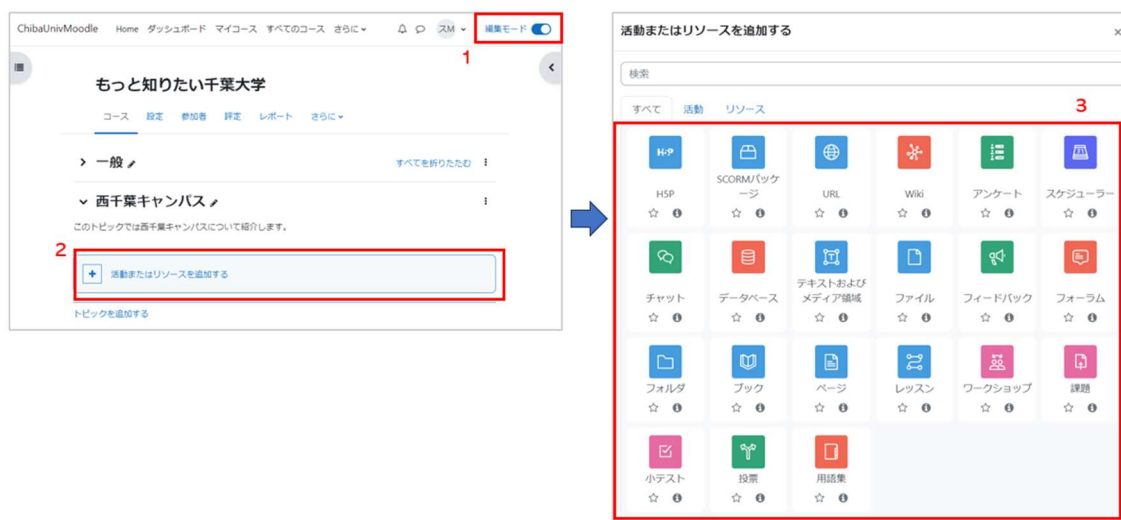 ChibaUnivMoodle Home ダッシュボード マイコース すべてのコース さらに スM 編集モード
1
もっと知りたい千葉大学
コース 設定 参加者 評定 レポート さらに
一般 すべてを折りたたむ
西千葉キャンパス
このトピックでは西千葉キャンパスについて紹介します。
2
活動またはリソースを追加する
トピックを追加する
活動またはリソースを追加する ×
検索
すべて 活動 リソース
3
H5P SCORMパッケージ URL Wiki アンケート スケジューラー
チャット データベース テキストおよびメディア領域 ファイル フィードバック フォーラム
フォルダ ブック ページ レッスン ワークショップ 課題
小テスト 投票 用語集